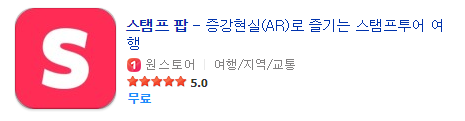 S
스탬프 팝 - 증강현실(AR)로 즐기는 스탬프투어 여
행
1 원스토어 | 여행/지역/교통
5.0
무료